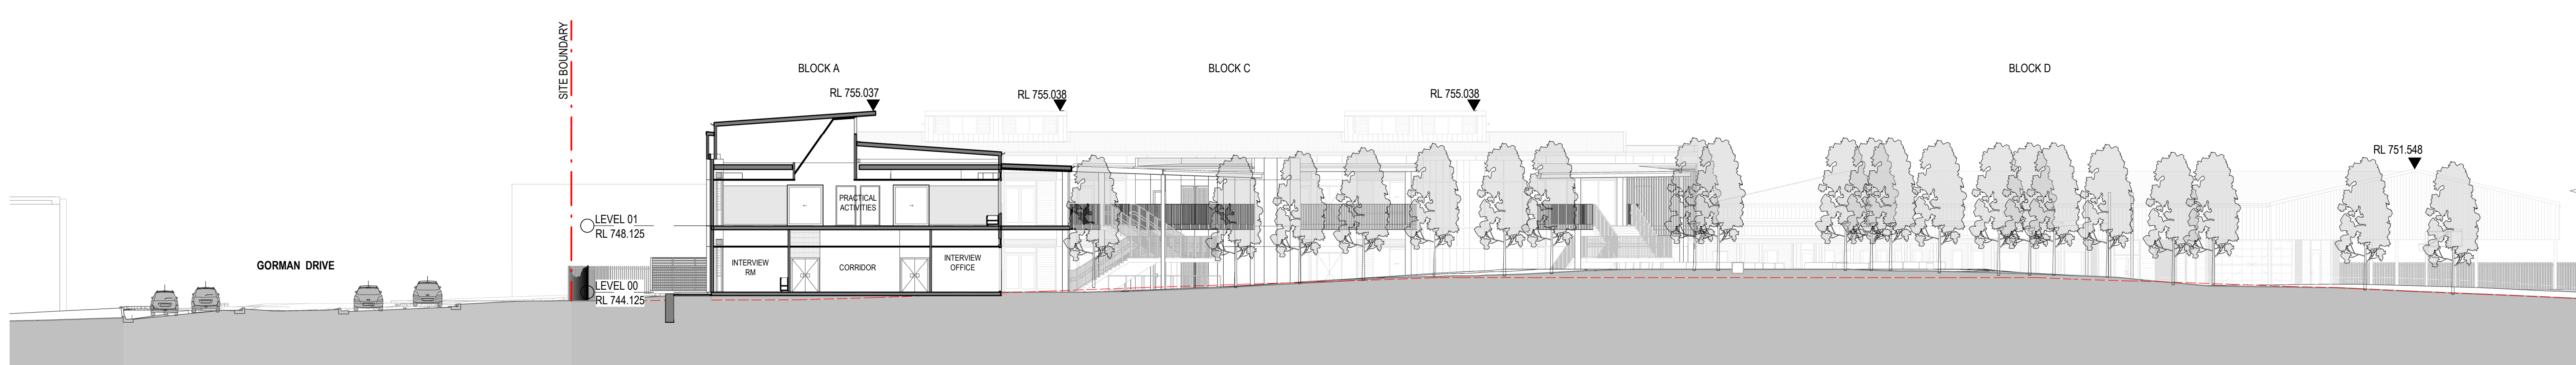 SITE BOUNDARY
BLOCK A
BLOCK C
BLOCK D
RL 755.037
RL 755.038
RL 755.038
RL 751.548
PRACTICAL
ACTIVITIES
LEVEL 01
RL 748.125
INTERVIEW
RM
CORRIDOR
INTERVIEW
OFFICE
GORMAN DRIVE
LEVEL 00
RL 744.125